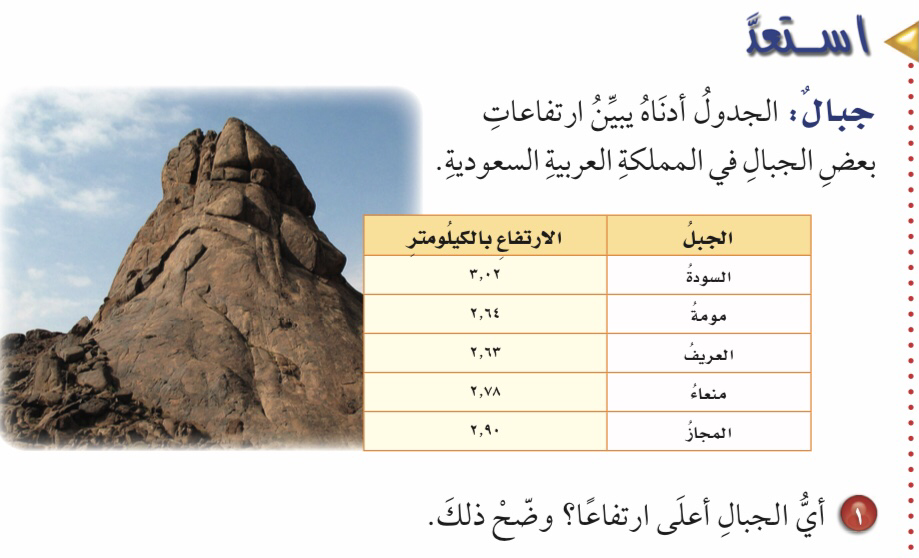 استعدَّ
جبالٌ: الجدولُ أدنَاهُ يبيِّنُ ارتفاعاتِ
بعضِ الجبالِ في المملكةِ العربيةِ السعوديةِ.
الجبلُ الارتفاع بالكيلُومترِ
السودةُ ٣٫٠٢
مومةُ ٢٫٦٤
العريفُ ٢٫٦٣
منعاءُ ٢٫٧٨
المجازُ ٢٫٩٠
١ أيُّ الجبالِ أعلَى ارتفاعًا؟ وضّحْ ذلكَ.